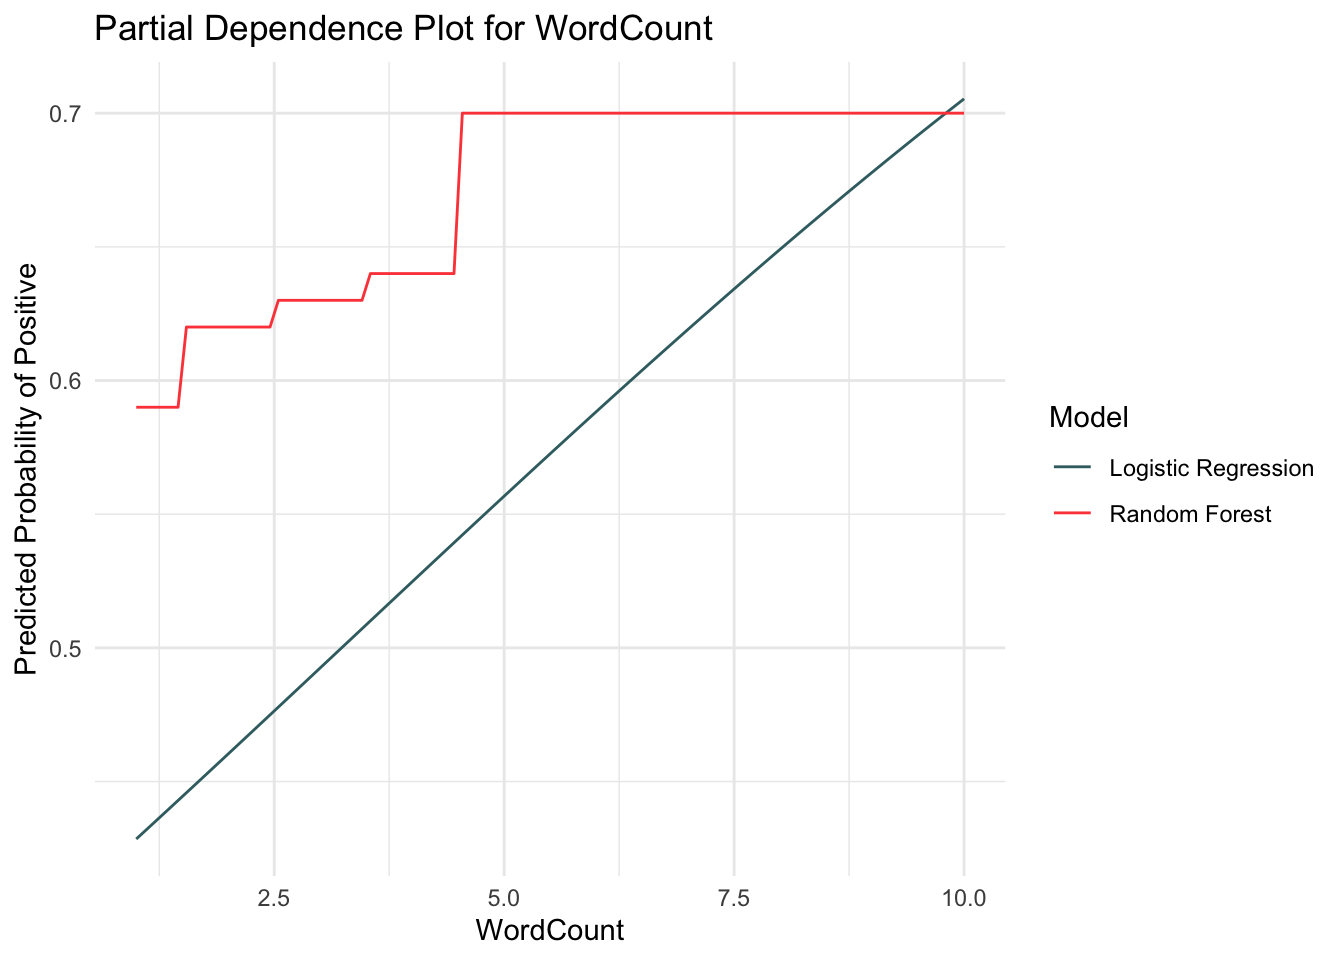 Partial Dependence Plot for WordCount
0.7
0.6
0.5
Predicted Probability of Positive
2.5 5.0 7.5 10.0
WordCount
Model
Logistic Regression
Random Forest